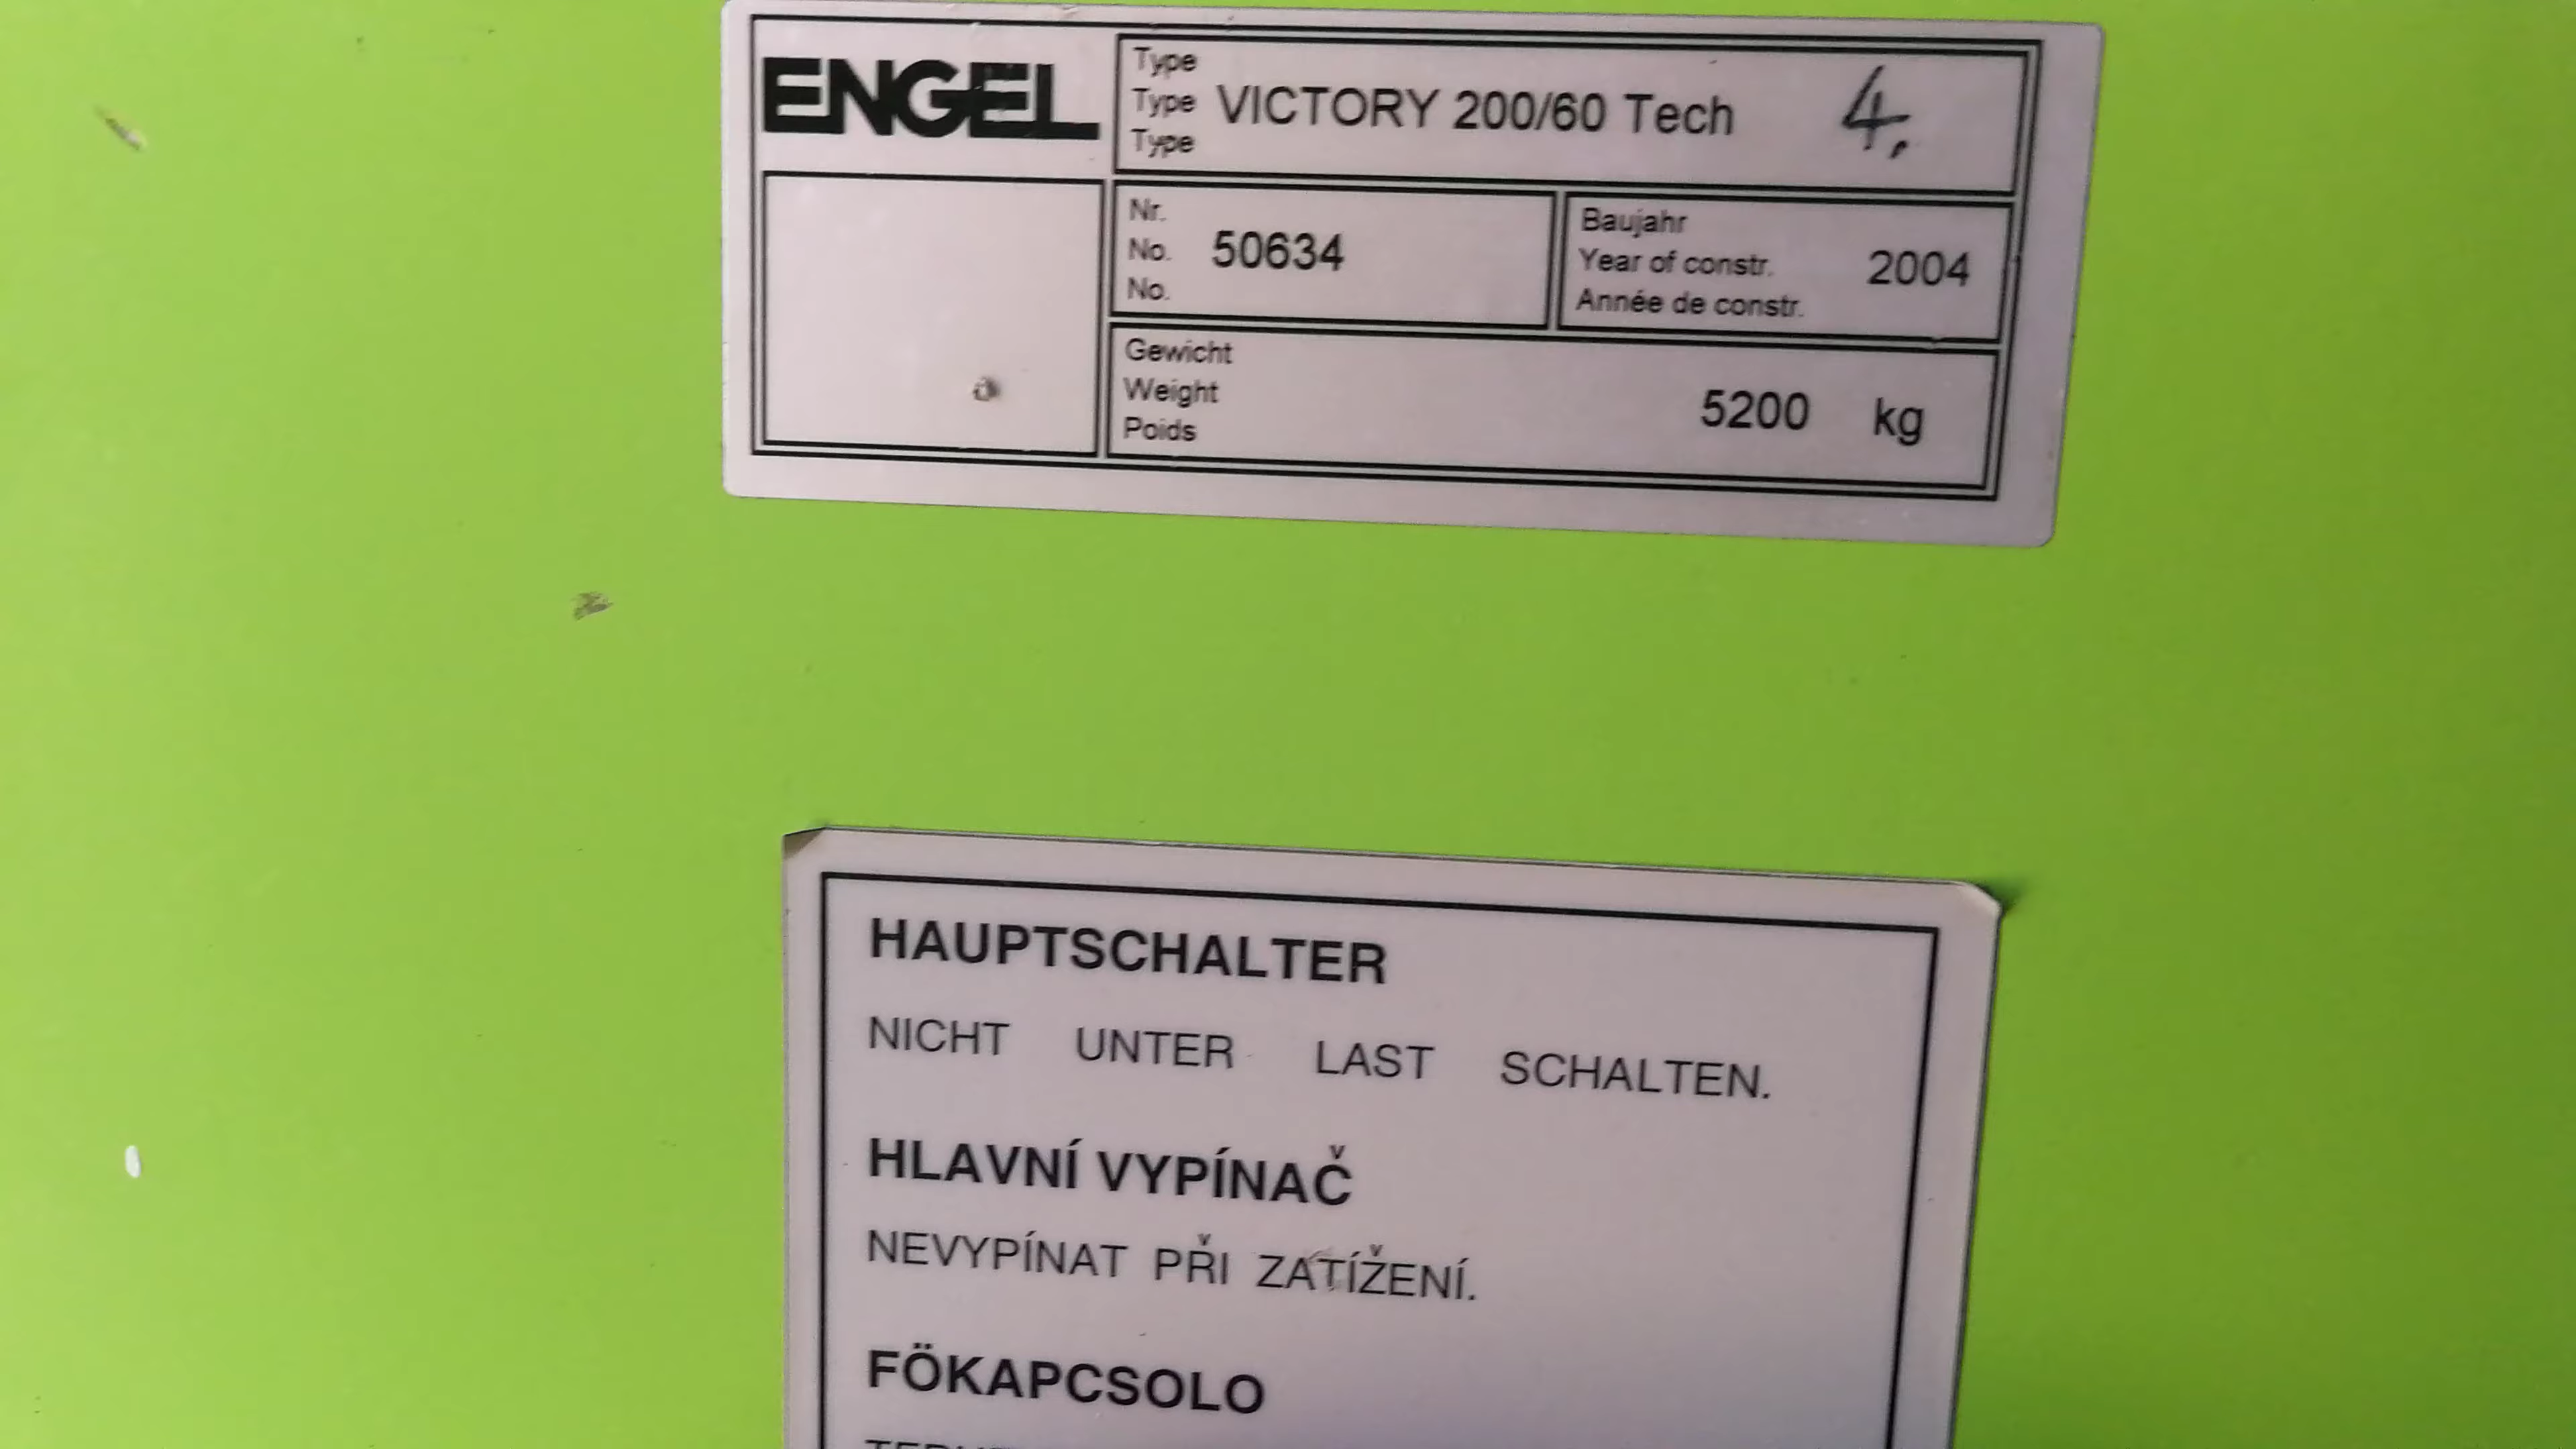 ENGEL
Type
Type VICTORY 200/60 Tech 4.
Type
Nr.
No. 50634
No.
Baujahr
Year of constr. 2004
Année de constr.
Gewicht
Weight 5200 kg
Poids
HAUPTSCHALTER
NICHT UNTER LAST SCHALTEN.
HLAVNÍ VYPÍNAČ
NEVYPÍNAT PŘI ZATÍŽENÍ.
FÖKAPCSOLO